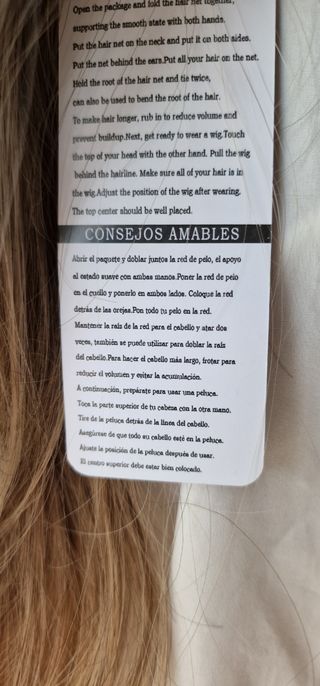 Open the package and fold the hair net together,
supporting the smooth state with both hands.
Put the hair net on the neck and put it on both sides.
Put the net behind the ears.Put all your hair on the net.
Hold the root of the hair net and tie twice,
can also be used to bend the root of the hair.
To make hair longer, rub in to reduce volume and
prevent buildup.Next, get ready to wear a wig.Touch
the top of your head with the other hand. Pull the wig
behind the hairline. Make sure all of your hair is in
the wig.Adjust the position of the wig after wearing.
The top center should be well placed.
CONSEJOS AMABLES
Abrir el paquete y doblar juntos la red de pelo, el apoyo
al estado suave con ambas manos.Poner la red de pelo
en el cuello y ponerlo en ambos lados. Coloque la red
detrás de las orejas.Pon todo tu pelo en la red.
Mantener la raís de la red para el cabello y atar dos
veces, también se puede utilizar para doblar la raís
del cabello.Para hacer el cabello más largo, frotar para
reducir el volumen y evitar la acumulación.
A continuación, prepárate para usar una peluca.
Toca la parte superior de tu cabeza con la otra mano.
Tire de la peluca detrás de la línea del cabello.
Asegúrese de que todo su cabello esté en la peluca.
Ajuste la posición de la peluca después de usar.
El centro superior debe estar bien colocado.